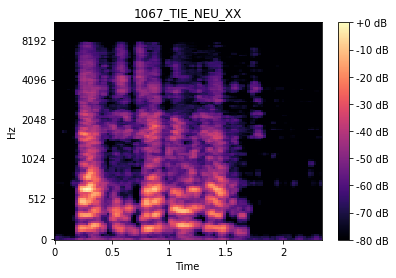 1067_TIE_NEU_XX
+0 dB
8192
-10 dB
4096
-20 dB
-30 dB
2048
Hz
-40 dB
1024
-50 dB
512
-60 dB
-70 dB
0
-80 dB
0 0.5 1 1.5 2
Time